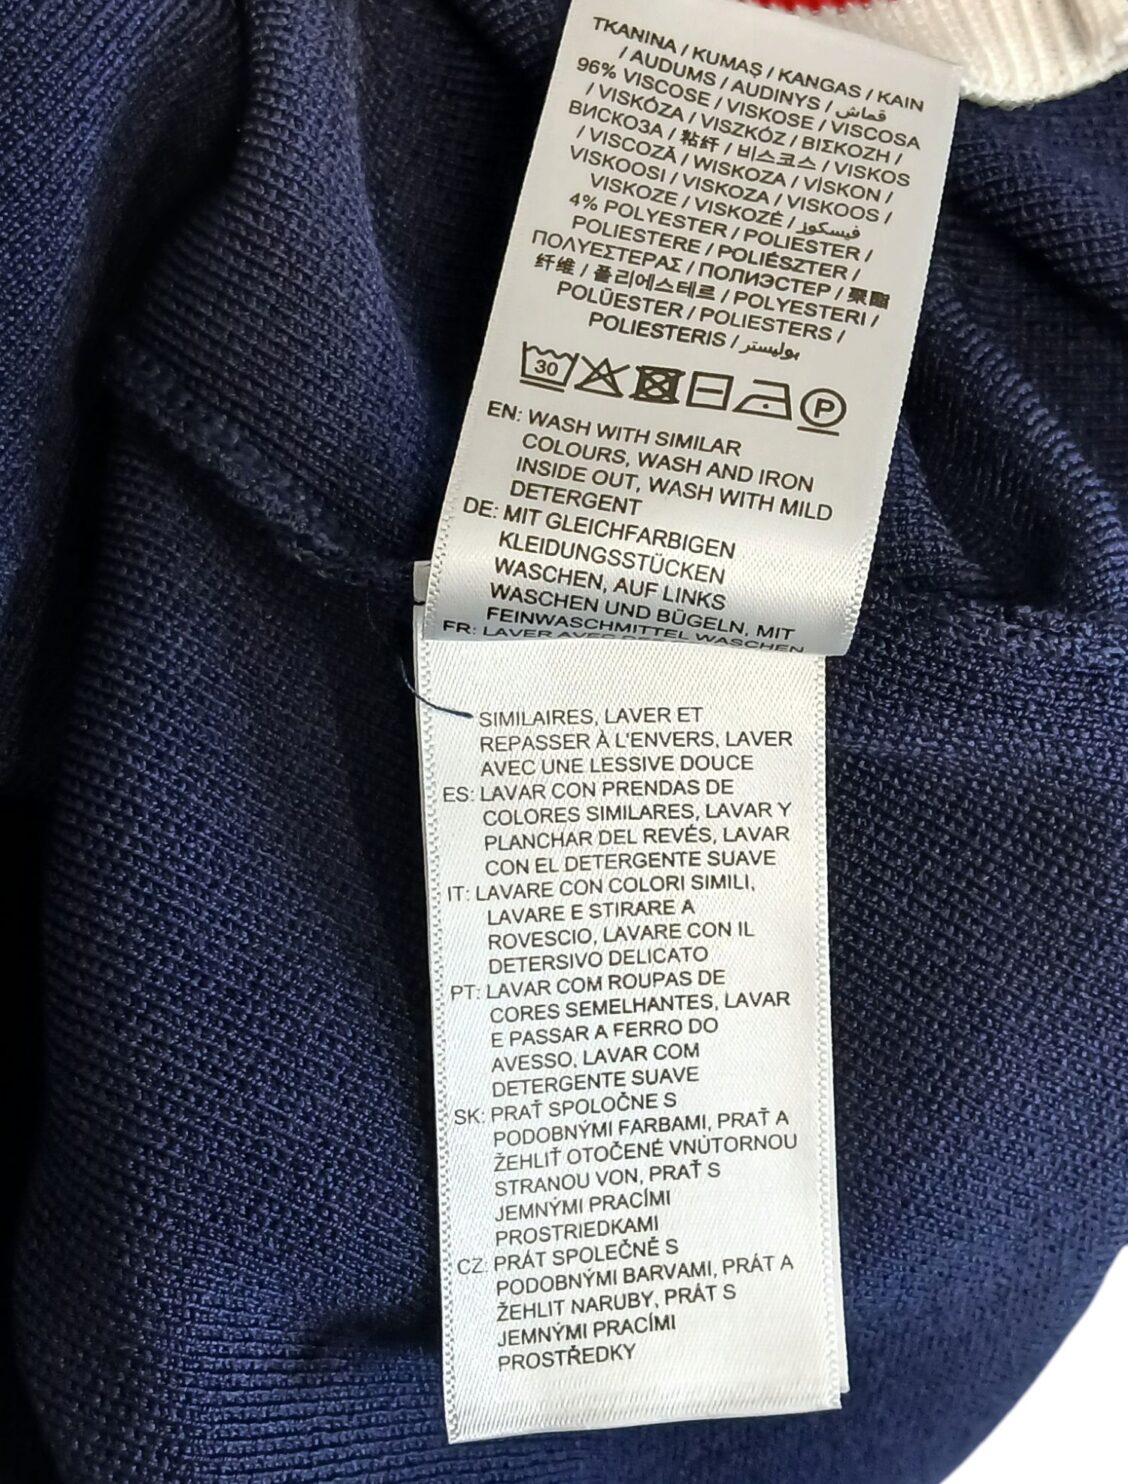 TKANINA / KUMAŞ / KANGAS / KAIN
/ AUDUMS / AUDINYS / قماش
96% VISCOSE / VISKOSE / VISCOSA
/ VISKÓZA / VISZKÓZ / ΒΙΣΚΟΖΗ /
ВИСКОЗА / 粘纤 / 비스코스 / VISKOS
/ VISCOZĂ / WISKOZA / VİSKON /
VISKOOSI / VISKOZA / VISKOOS /
VISKOZE / VISKOZĖ / فيسكوز
4% POLYESTER / POLIESTER /
POLIESTERE / POLIÉSZTER /
ΠΟΛΥΕΣΤΕΡΑΣ / ПОЛИЭСТЕР / 聚酯
纤维 / 폴리에스테르 / POLYESTERI /
POLÜESTER / POLIESTERS /
POLIESTERIS / بوليستر
30 P
EN: WASH WITH SIMILAR
COLOURS, WASH AND IRON
INSIDE OUT, WASH WITH MILD
DETERGENT
DE: MIT GLEICHFARBIGEN
KLEIDUNGSSTÜCKEN
WASCHEN, AUF LINKS
WASCHEN UND BÜGELN, MIT
FEINWASCHMITTEL WASCHEN
FR: LAVER AVEC
SIMILAIRES, LAVER ET
REPASSER À L'ENVERS, LAVER
AVEC UNE LESSIVE DOUCE
ES: LAVAR CON PRENDAS DE
COLORES SIMILARES, LAVAR Y
PLANCHAR DEL REVÉS, LAVAR
CON EL DETERGENTE SUAVE
IT: LAVARE CON COLORI SIMILI,
LAVARE E STIRARE A
ROVESCIO, LAVARE CON IL
DETERSIVO DELICATO
PT: LAVAR COM ROUPAS DE
CORES SEMELHANTES, LAVAR
E PASSAR A FERRO DO
AVESSO, LAVAR COM
DETERGENTE SUAVE
SK: PRAŤ SPOLOČNE S
PODOBNÝMI FARBAMI, PRAŤ A
ŽEHLIŤ OTOČENÉ VNÚTORNOU
STRANOU VON, PRAŤ S
JEMNÝMI PRACÍMI
PROSTRIEDKAMI
CZ: PRÁT SPOLEČNĚ S
PODOBNÝMI BARVAMI, PRÁT A
ŽEHLIT NARUBY, PRÁT S
JEMNÝMI PRACÍMI
PROSTŘEDKY